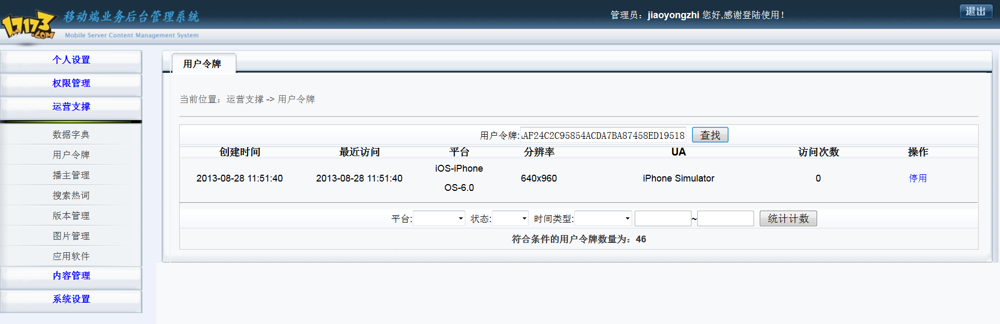 17173.COM
移动端业务后台管理系统
Mobile Server Content Management System
管理员：jiaoyongzhi 您好,感谢登陆使用！
退出
个人设置
权限管理
运营支撑
数据字典
用户令牌
播主管理
搜索热词
版本管理
图片管理
应用软件
内容管理
系统设置
用户令牌
当前位置：运营支撑 -> 用户令牌
用户令牌: AF24C2C95854ACDA7BA87458ED19518 查找
创建时间 最近访问 平台 分辨率 UA 访问次数 操作
2013-08-28 11:51:40 2013-08-28 11:51:40 iOS-iPhone OS-6.0 640x960 iPhone Simulator 0 停用
平台: 状态: 时间类型: ~ 统计计数
符合条件的用户令牌数量为：46